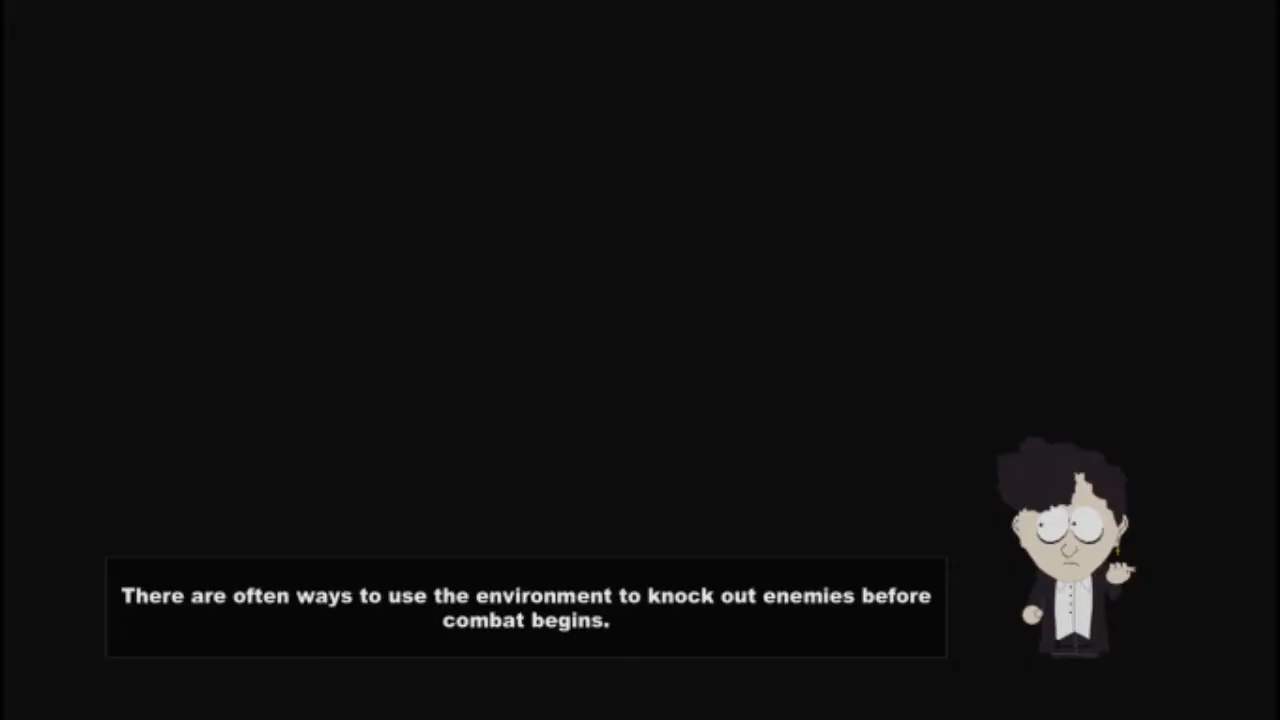 There are often ways to use the environment to knock out enemies before
combat begins.